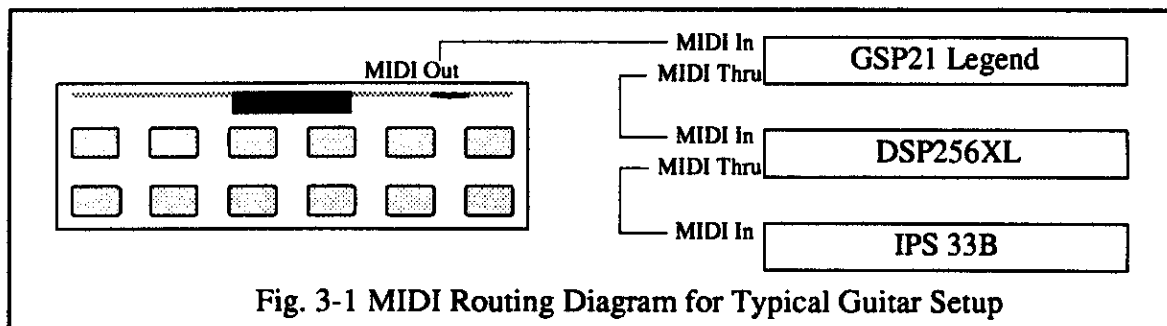 MIDI In
GSP21 Legend
MIDI Out
MIDI Thru
MIDI In
DSP256XL
MIDI Thru
MIDI In
IPS 33B
Fig. 3-1 MIDI Routing Diagram for Typical Guitar Setup